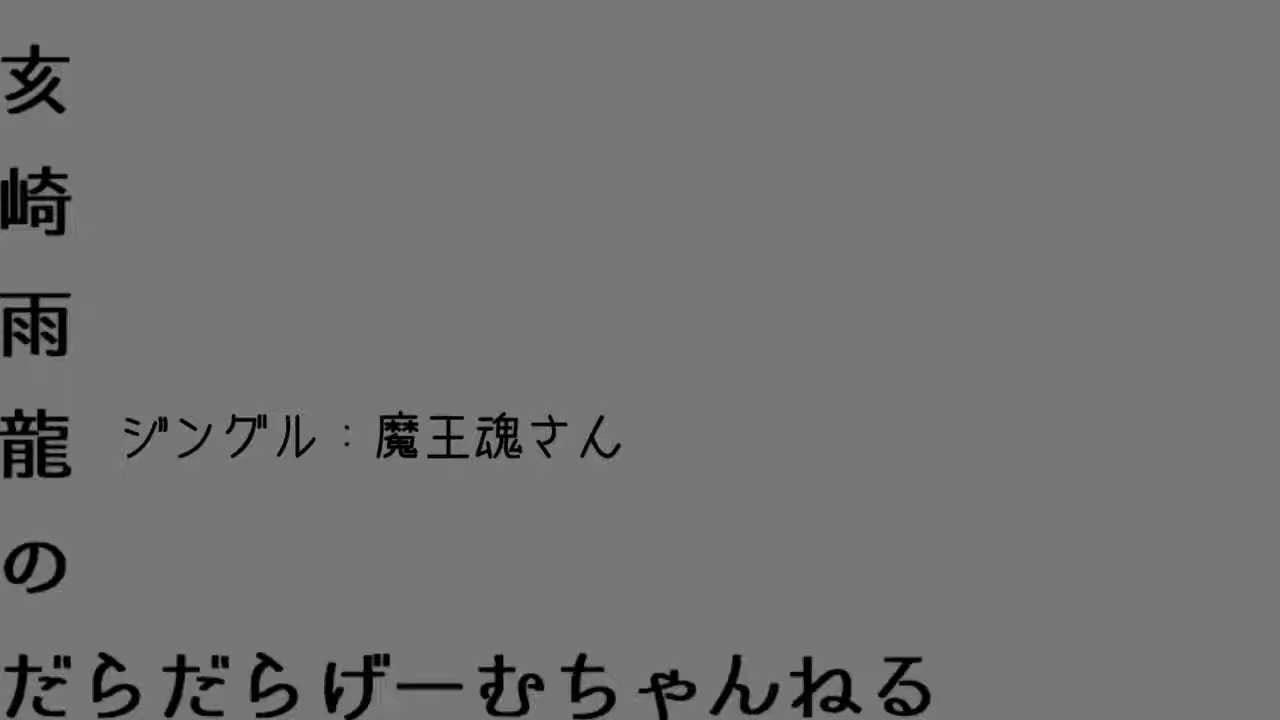 亥崎雨龍の
だらだらげーむちゃんねる
ジングル：魔王魂さん